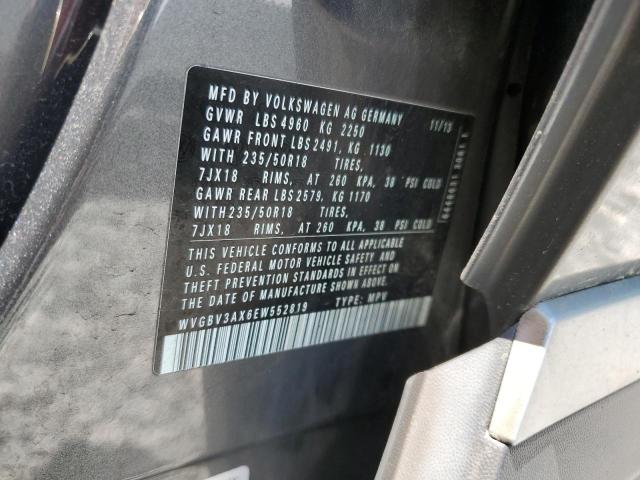 MFD BY VOLKSWAGEN AG GERMANY 11/13
GVWR LBS 4960 KG 2250
GAWR FRONT LBS 2491, KG 1130
WITH 235/50R18 TIRES,
7JX18 RIMS, AT 260 KPA, 38 PSI COLD
GAWR REAR LBS 2579, KG 1170
WITH 235/50R18 TIRES,
7JX18 RIMS, AT 260 KPA, 38 PSI COLD
THIS VEHICLE CONFORMS TO ALL APPLICABLE
U.S. FEDERAL MOTOR VEHICLE SAFETY AND
THEFT PREVENTION STANDARDS IN EFFECT ON
THE DATE OF MANUFACTURE SHOWN ABOVE.
WVGBV3AX6EW552819 TYPE: MPV